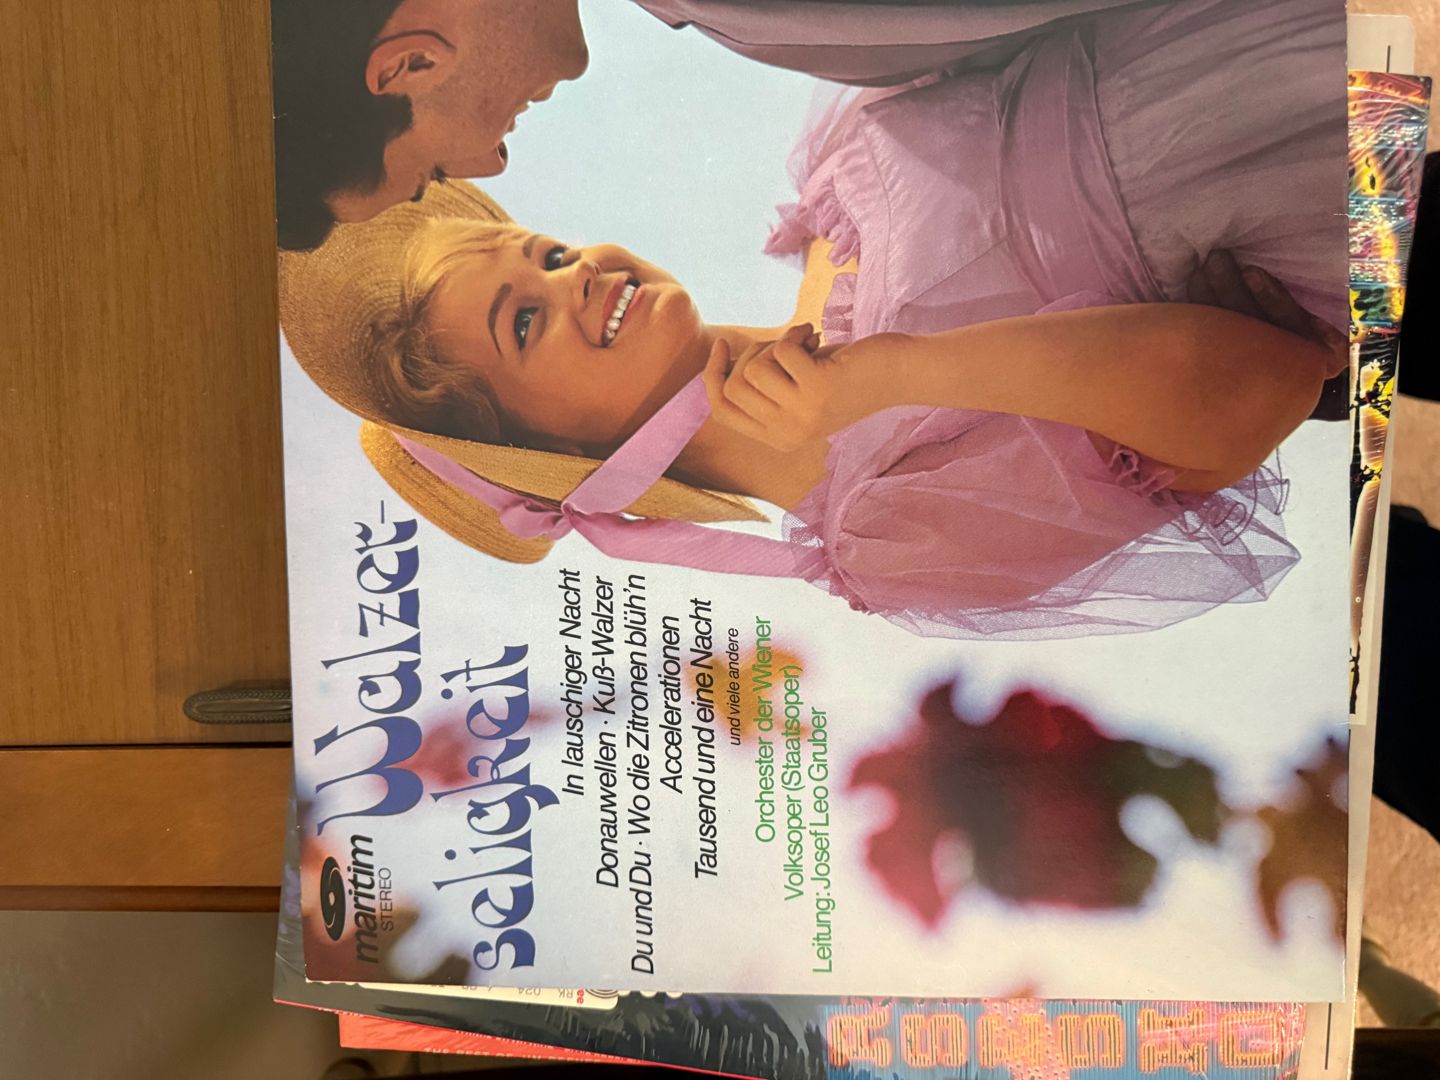 maritim
STEREO
Walzer-
seligkeit
In lauschiger Nacht
Donauwellen · Kuß-Walzer
Du und Du · Wo die Zitronen blüh'n
Accelerationen
Tausend und eine Nacht
und viele andere
Orchester der Wiener
Volksoper (Staatsoper)
Leitung: Josef Leo Gruber